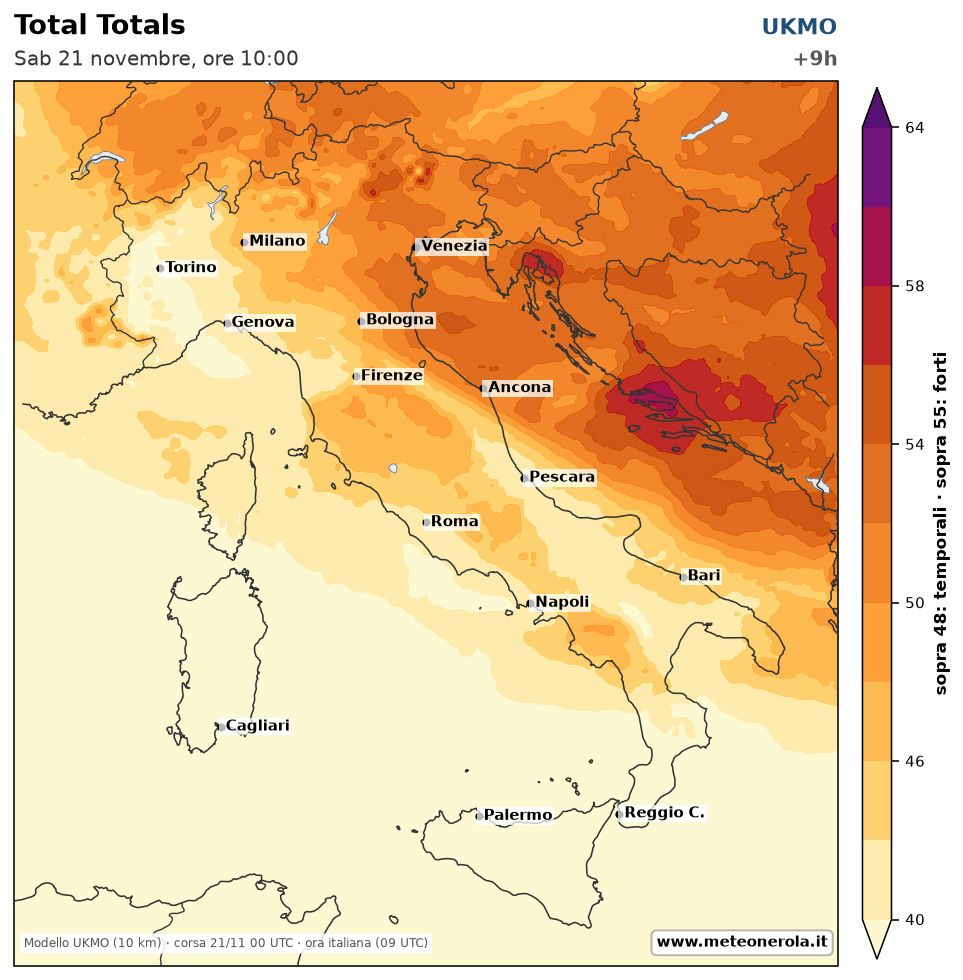 Total Totals
UKMO
Sab 21 novembre, ore 10:00
+9h
Milano
Venezia
Torino
Genova
Bologna
Firenze
Ancona
Pescara
Roma
Bari
Napoli
Cagliari
Palermo
Reggio C.
64
58
54
50
46
40
sopra 48: temporali · sopra 55: forti
Modello UKMO (10 km) · corsa 21/11 00 UTC · ora italiana (09 UTC)
www.meteonerola.it